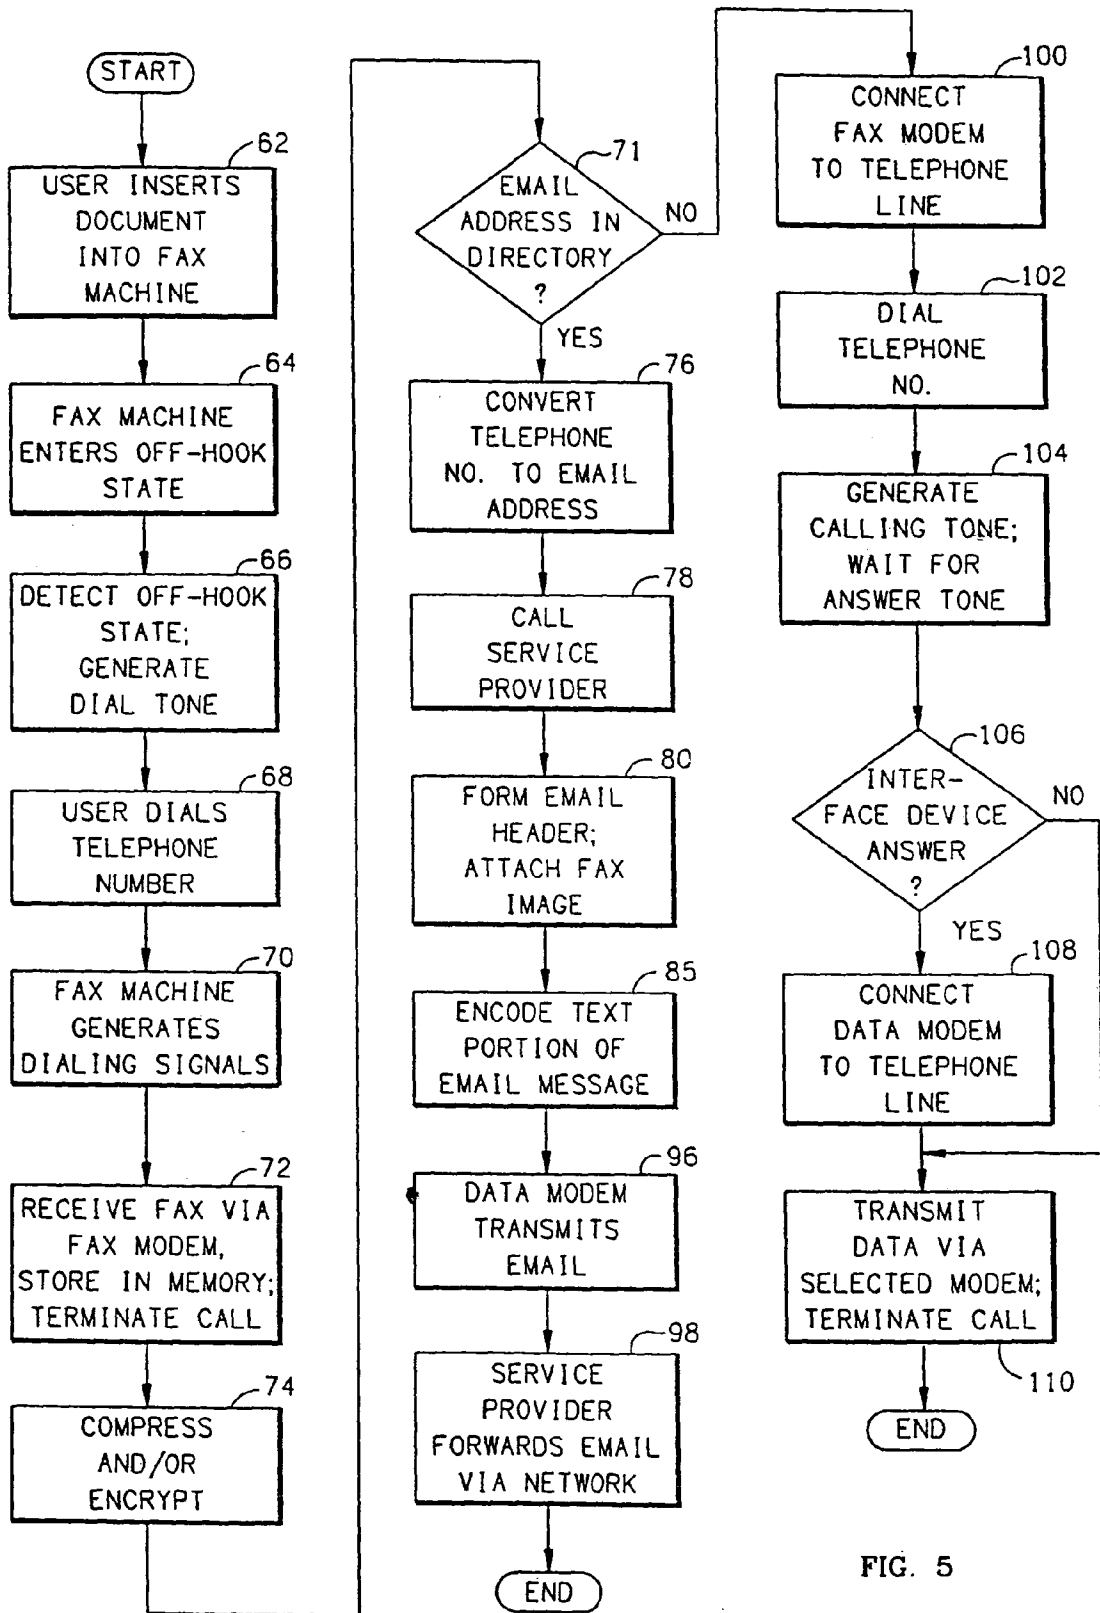 START
62
USER INSERTS
DOCUMENT
INTO FAX
MACHINE
64
FAX MACHINE
ENTERS OFF-HOOK
STATE
66
DETECT OFF-HOOK
STATE;
GENERATE
DIAL TONE
68
USER DIALS
TELEPHONE
NUMBER
70
FAX MACHINE
GENERATES
DIALING SIGNALS
72
RECEIVE FAX VIA
FAX MODEM,
STORE IN MEMORY;
TERMINATE CALL
74
COMPRESS
AND/OR
ENCRYPT
71
EMAIL
ADDRESS IN
DIRECTORY
?
NO
YES
76
CONVERT
TELEPHONE
NO. TO EMAIL
ADDRESS
78
CALL
SERVICE
PROVIDER
80
FORM EMAIL
HEADER;
ATTACH FAX
IMAGE
85
ENCODE TEXT
PORTION OF
EMAIL MESSAGE
96
DATA MODEM
TRANSMITS
EMAIL
98
SERVICE
PROVIDER
FORWARDS EMAIL
VIA NETWORK
END
100
CONNECT
FAX MODEM
TO TELEPHONE
LINE
102
DIAL
TELEPHONE
NO.
104
GENERATE
CALLING TONE;
WAIT FOR
ANSWER TONE
106
INTER-
FACE DEVICE
ANSWER
?
NO
YES
108
CONNECT
DATA MODEM
TO TELEPHONE
LINE
TRANSMIT
DATA VIA
SELECTED MODEM;
TERMINATE CALL
110
END
FIG. 5